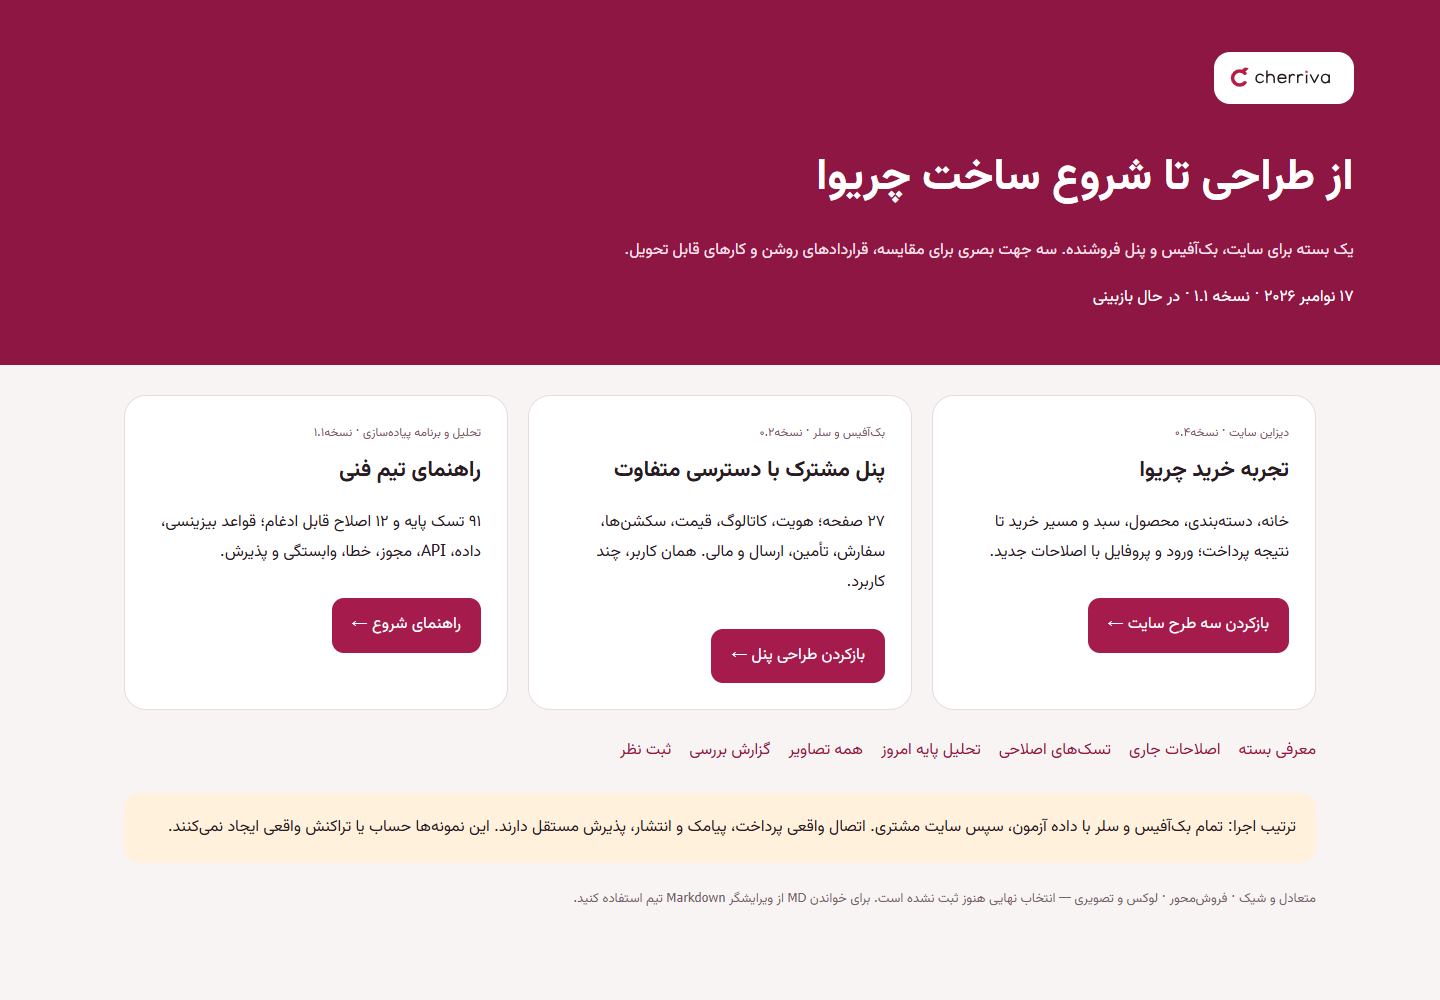 cherriva
از طراحی تا شروع ساخت چریوا
یک بسته برای سایت، بک‌آفیس و پنل فروشنده. سه جهت بصری برای مقایسه، قراردادهای روشن و کارهای قابل تحویل.
۱۷ نوامبر ۲۰۲۶ · نسخه ۱.۱ · در حال بازبینی
دیزاین سایت · نسخه۰.۴
تجربه خرید چریوا
خانه، دسته‌بندی، محصول، سبد و مسیر خرید تا
نتیجه پرداخت؛ ورود و پروفایل با اصلاحات جدید.
بازکردن سه طرح سایت ←
بک‌آفیس و سلر · نسخه۰.۲
پنل مشترک با دسترسی متفاوت
۲۷ صفحه؛ هویت، کاتالوگ، قیمت، سکشن‌ها،
سفارش، تأمین، ارسال و مالی. همان کاربر، چند
کاربرد.
بازکردن طراحی پنل ←
تحلیل و برنامه پیاده‌سازی · نسخه۱.۱
راهنمای تیم فنی
۹۱ تسک پایه و ۱۲ اصلاح قابل ادغام؛ قواعد بیزینسی،
داده، API، مجوز، خطا، وابستگی و پذیرش.
راهنمای شروع ←
معرفی بسته اصلاحات جاری تسک‌های اصلاحی تحلیل پایه امروز همه تصاویر گزارش بررسی ثبت نظر
ترتیب اجرا: تمام بک‌آفیس و سلر با داده آزمون، سپس سایت مشتری. اتصال واقعی پرداخت، پیامک و انتشار، پذیرش مستقل دارند. این نمونه‌ها حساب یا تراکنش واقعی ایجاد نمی‌کنند.
متعادل و شیک · فروش‌محور · لوکس و تصویری — انتخاب نهایی هنوز ثبت نشده است. برای خواندن MD از ویرایشگر Markdown تیم استفاده کنید.